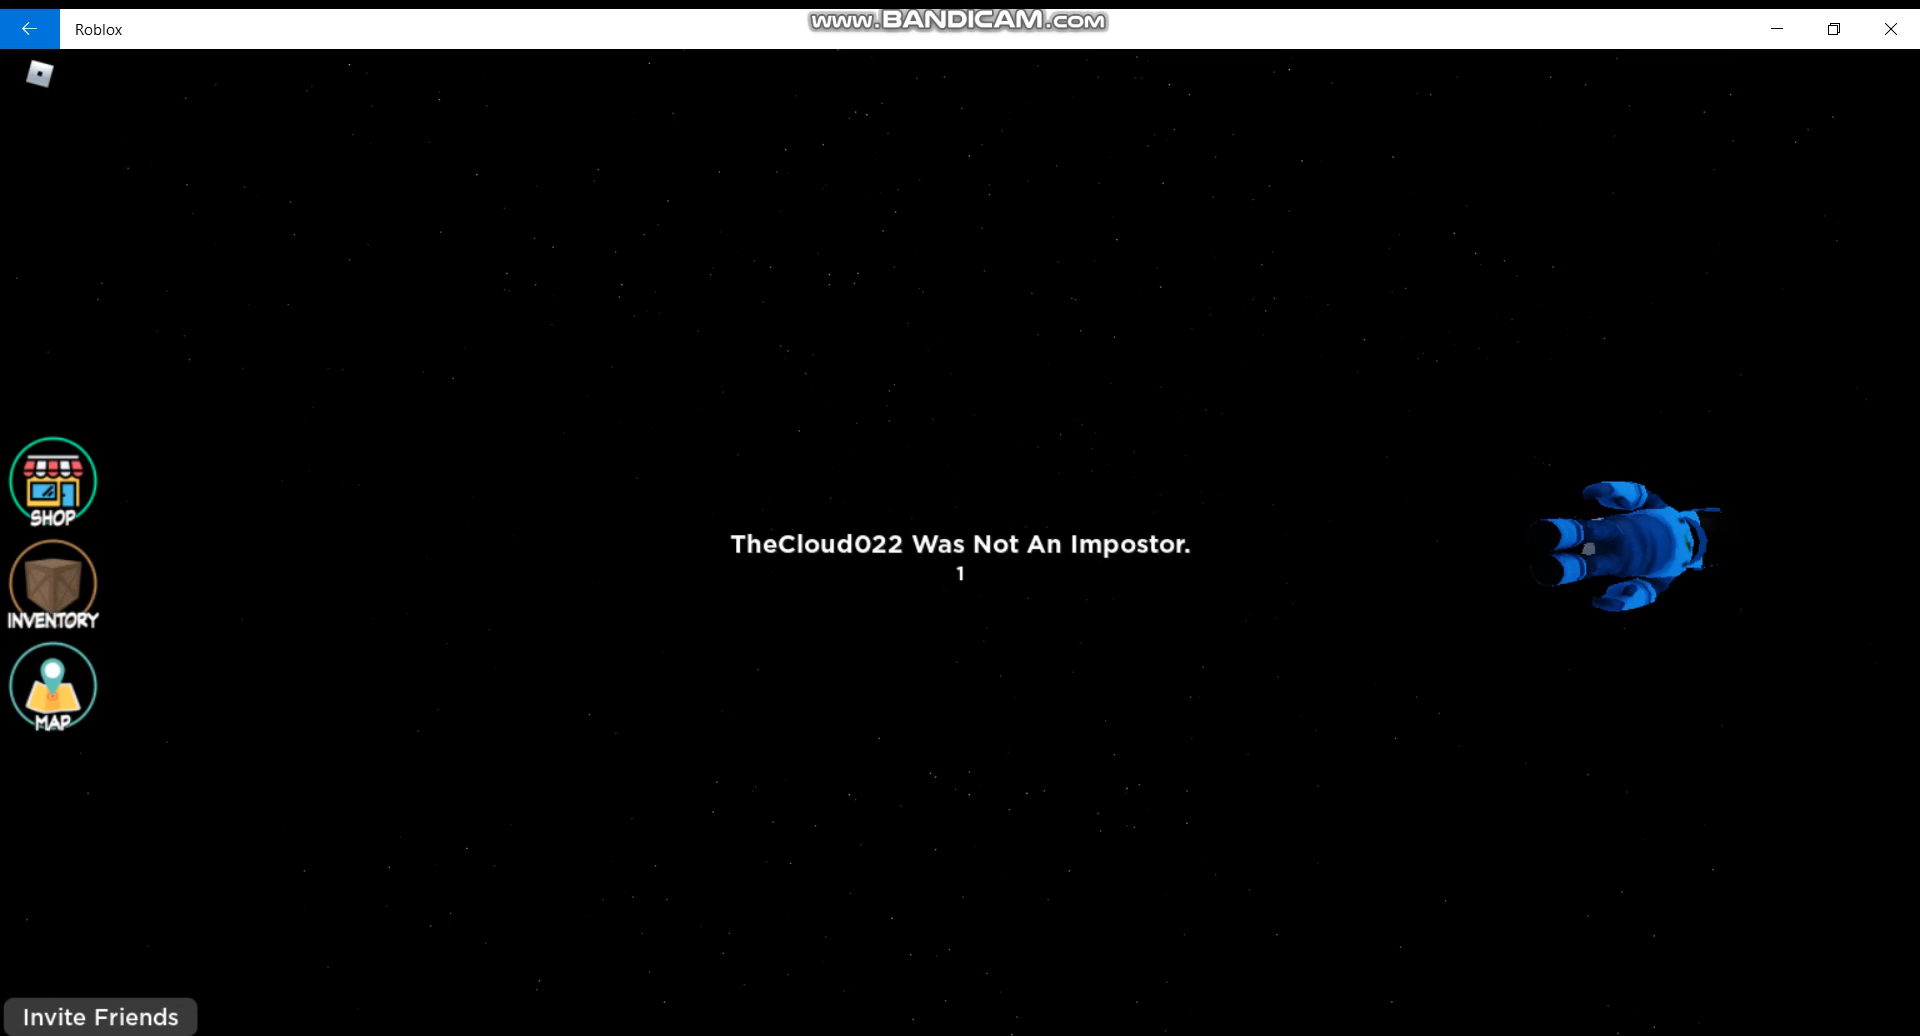 www.BANDICAM.com
Roblox
SHOP
INVENTORY
MAP
TheCloud022 Was Not An Impostor.
1
Invite Friends